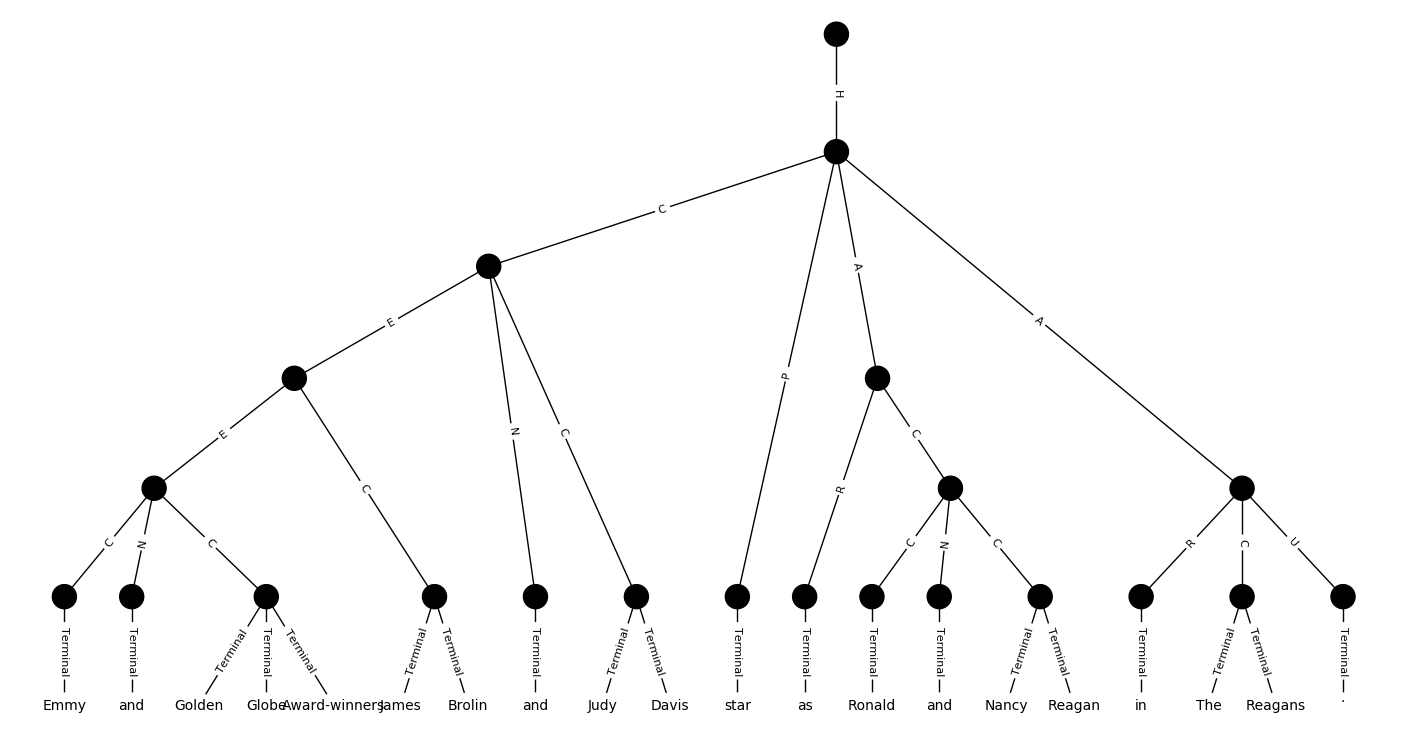 H
C
A
E
A
P
E
N
C
C
C
R
C
N
C
C
N
C
R
C
U
Terminal Terminal Terminal Terminal Terminal Terminal Terminal Terminal Terminal Terminal Terminal Terminal Terminal Terminal Terminal Terminal Terminal Terminal Terminal Terminal
Emmy and Golden Globe Award-winners James Brolin and Judy Davis star as Ronald and Nancy Reagan in The Reagans .